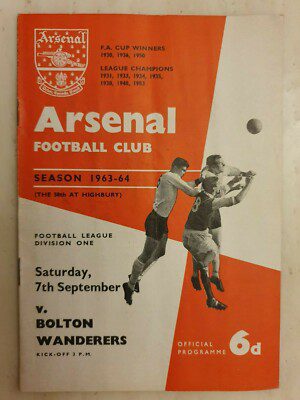 Arsenal
F.A. CUP WINNERS
1930, 1936, 1950
LEAGUE CHAMPIONS
1931, 1933, 1934, 1935,
1938, 1948, 1953
Arsenal
FOOTBALL CLUB
SEASON 1963-64
(THE 50th AT HIGHBURY)
FOOTBALL LEAGUE
DIVISION ONE
Saturday,
7th September
v.
BOLTON
WANDERERS
KICK-OFF 3 P.M.
OFFICIAL
PROGRAMME
6d